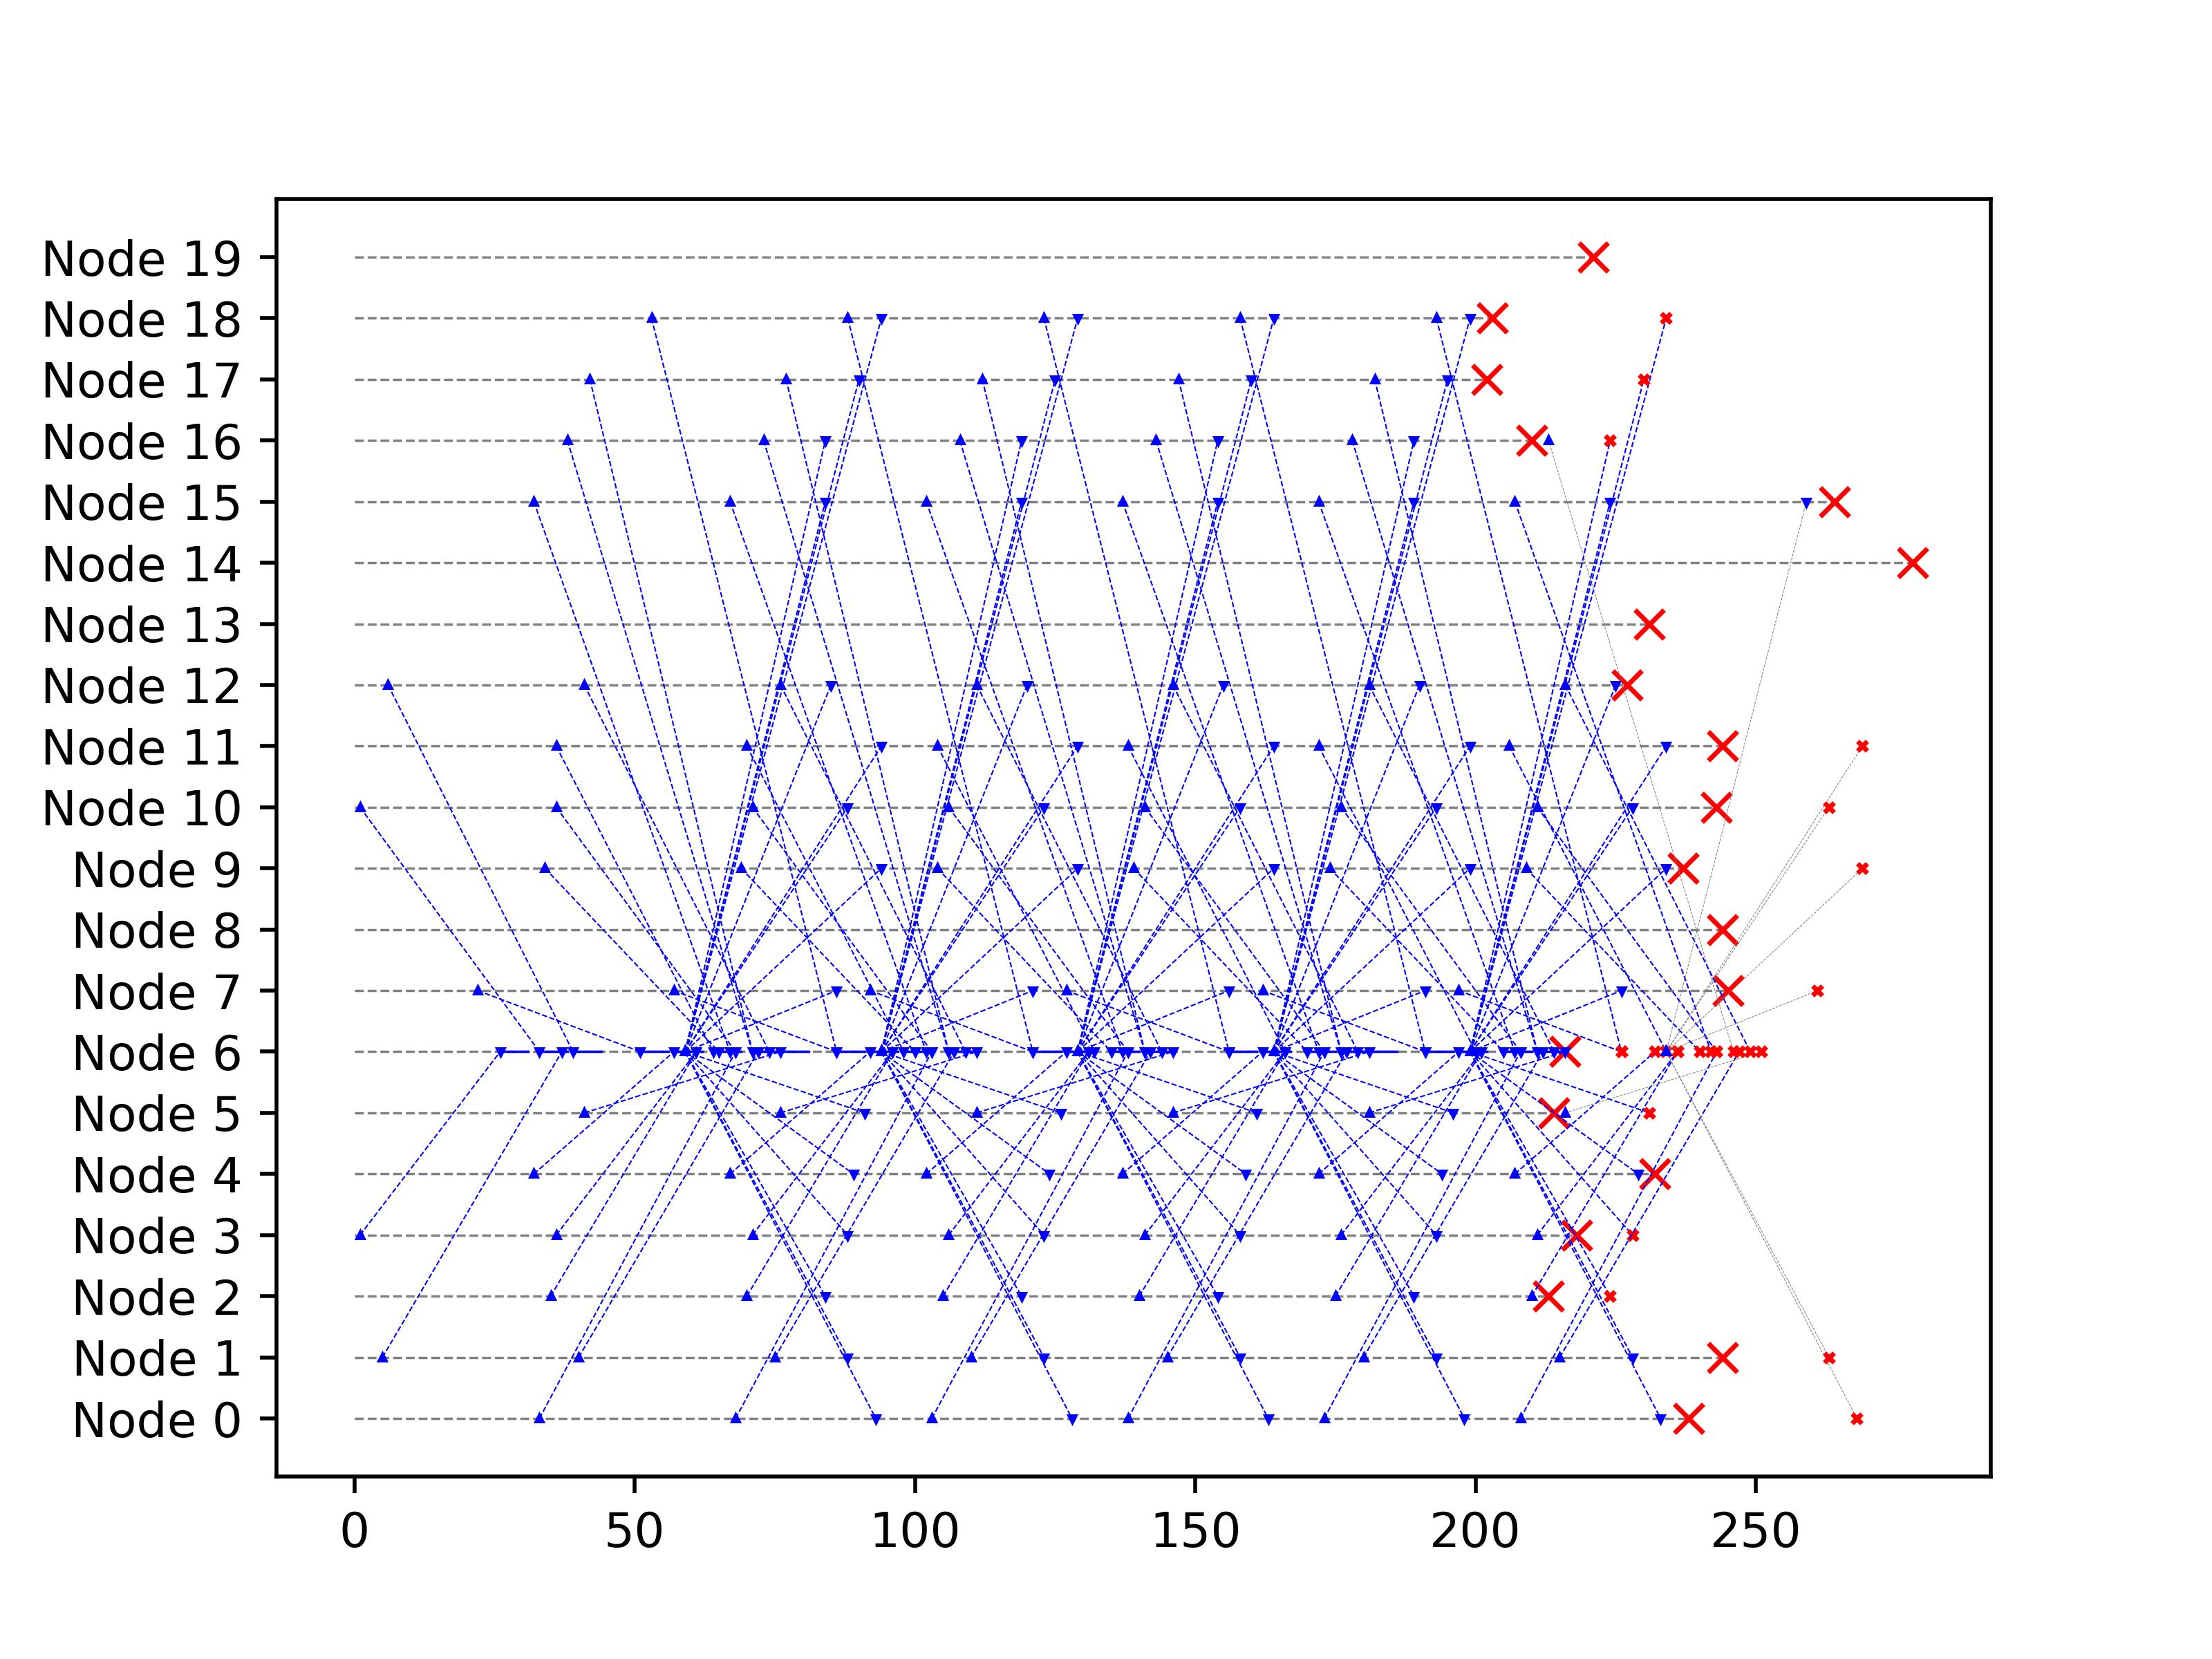 Node 19
Node 18
Node 17
Node 16
Node 15
Node 14
Node 13
Node 12
Node 11
Node 10
Node 9
Node 8
Node 7
Node 6
Node 5
Node 4
Node 3
Node 2
Node 1
Node 0
0 50 100 150 200 250